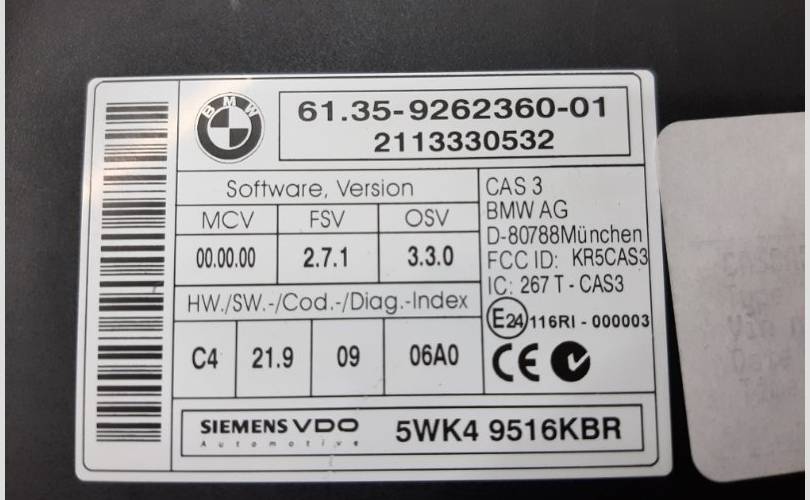 BMW
61.35-9262360-01
2113330532
Software, Version
MCV FSV OSV
00.00.00 2.7.1 3.3.0
HW./SW.-/Cod.-/Diag.-Index
C4 21.9 09 06A0
CAS 3
BMW AG
D-80788München
FCC ID: KR5CAS3
IC: 267 T - CAS3
E24 116RI - 000003
CE
SIEMENS VDO
Automotive
5WK4 9516KBR